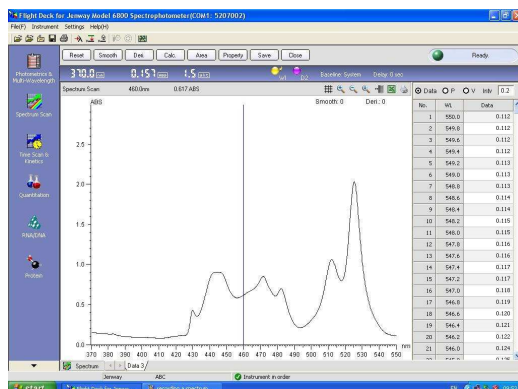 Flight Deck for Jenway Model 6800 Spectrophotometer(COM1: 5207002)
File(F) Instrument Settings Help(H)
Reset Smooth Deri. Calc. Area Property Save Close
Ready.
370.0 nm 0.157 1.5 W1 D2 Baseline: System Delay: 0 sec
Photometrics &
Multi-Wavelength
Spectrum Scan
Time Scan &
Kinetics
Quantitation
RNA/DNA
Protein
Spectrum Scan 460.0nm 0.617 ABS
Data P V Intv 0.2
ABS
Smooth: 0 Deri.: 0
2.5
2.0
1.5
1.0
0.5
0.0
370 380 390 400 410 420 430 440 450 460 470 480 490 500 510 520 530 540 550
nm
No. WL Data
1 550.0 0.112
2 549.8 0.112
3 549.6 0.112
4 549.4 0.112
5 549.2 0.113
6 549.0 0.113
7 548.8 0.113
8 548.6 0.114
9 548.4 0.114
10 548.2 0.115
11 548.0 0.115
12 547.8 0.116
13 547.6 0.116
14 547.4 0.117
15 547.2 0.117
16 547.0 0.118
17 546.8 0.119
18 546.6 0.120
19 546.4 0.121
20 546.2 0.122
21 546.0 0.124
Spectrum Data 3
Jenway ABC Instrument in order
start
EN